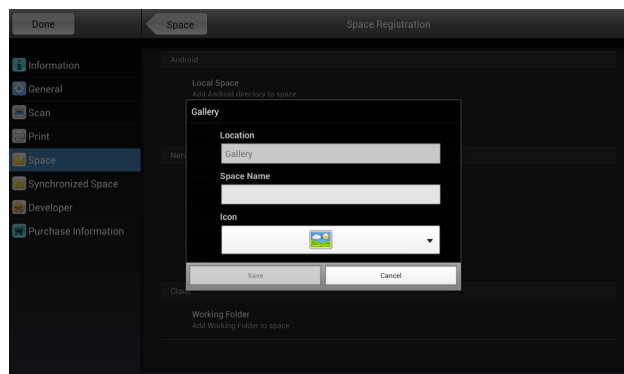 Done
Space
Space Registration
Information
General
Scan
Print
Space
Synchronized Space
Developer
Purchase Information
Android
Local Space
Add Android directory to space.
Gallery
Location
Gallery
Space Name
Icon
Save
Cancel
Working Folder
Add Working Folder to space.